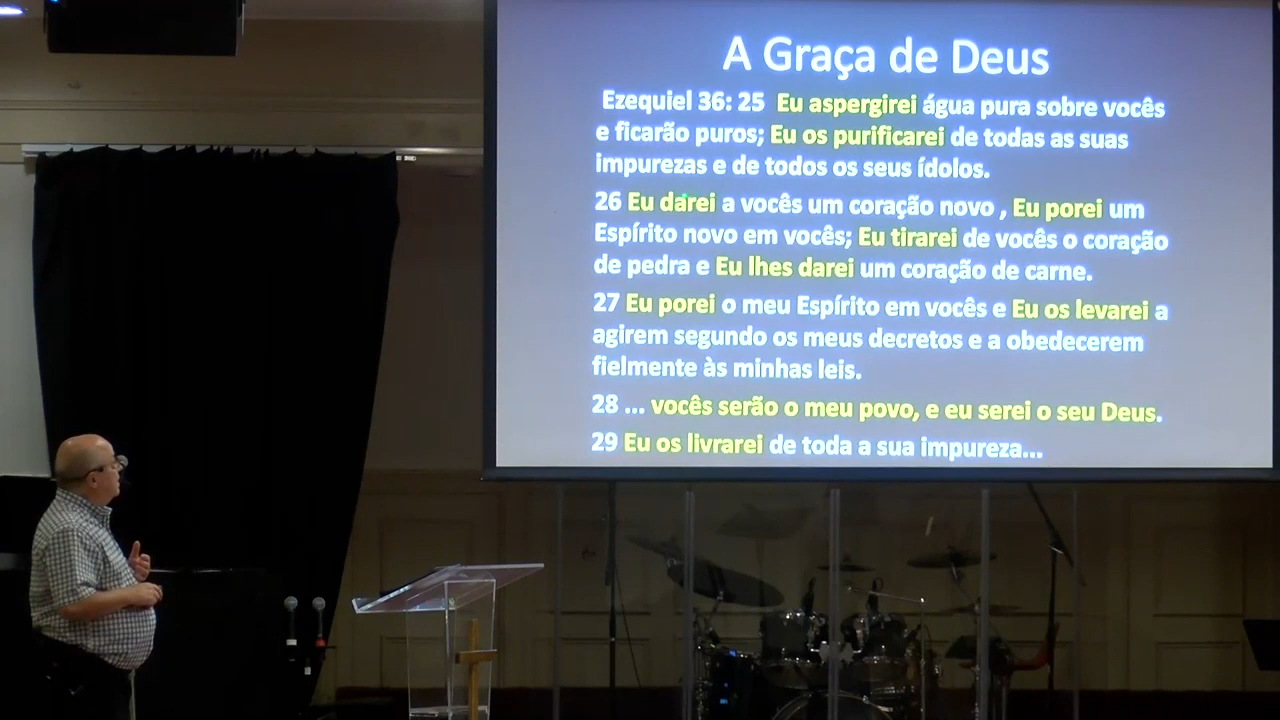 A Graça de Deus
Ezequiel 36: 25 Eu aspergirei água pura sobre vocês
e ficarão puros; Eu os purificarei de todas as suas
impurezas e de todos os seus ídolos.
26 Eu darei a vocês um coração novo , Eu porei um
Espírito novo em vocês; Eu tirarei de vocês o coração
de pedra e Eu lhes darei um coração de carne.
27 Eu porei o meu Espírito em vocês e Eu os levarei a
agirem segundo os meus decretos e a obedecerem
fielmente às minhas leis.
28 ... vocês serão o meu povo, e eu serei o seu Deus.
29 Eu os livrarei de toda a sua impureza...